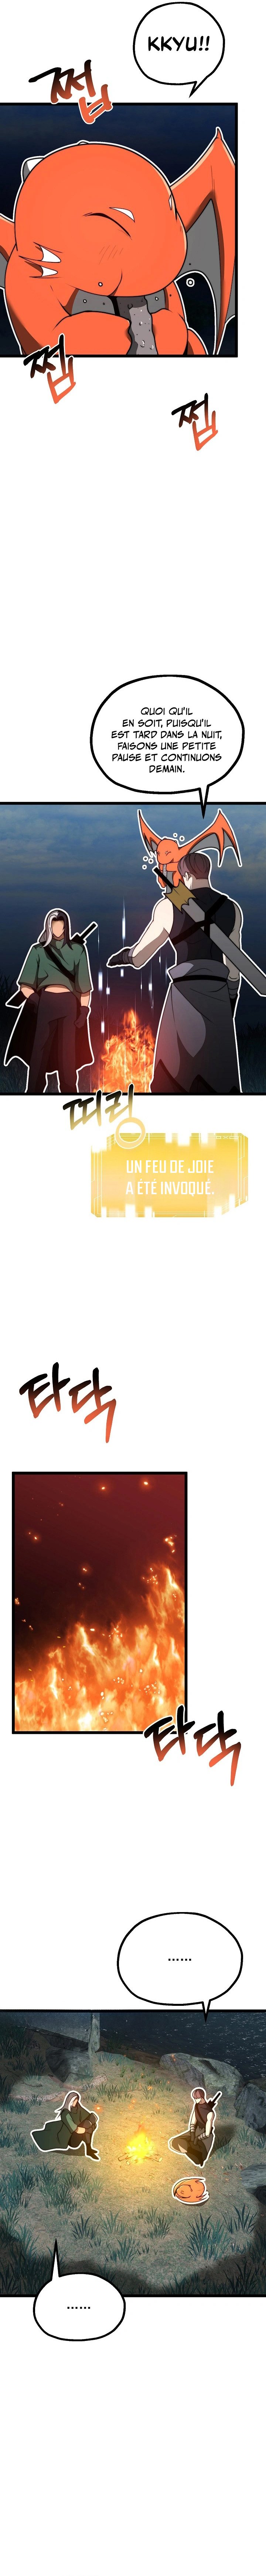 KKYU!!
쩝
쩝
쩝
QUOI QU'IL
EN SOIT, PUISQU'IL
EST TARD DANS LA NUIT,
FAISONS UNE PETITE
PAUSE ET CONTINUONS
DEMAIN.
띠링
UN FEU DE JOIE
A ÉTÉ INVOQUÉ.
타닥
타닥
......
......